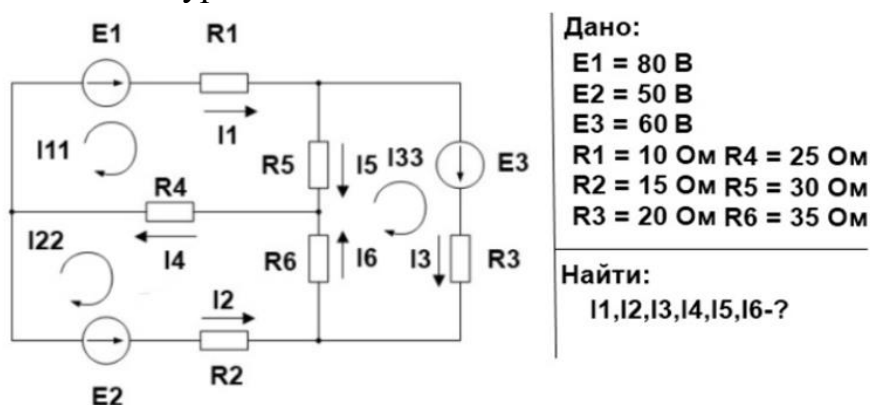 E1 R1
I11 I1
R5 I5 I33 E3
R4
I22 I4 R6 I6 I3 R3
I2
R2
E2
Дано:
E1 = 80 В
E2 = 50 В
E3 = 60 В
R1 = 10 Ом R4 = 25 Ом
R2 = 15 Ом R5 = 30 Ом
R3 = 20 Ом R6 = 35 Ом
Найти:
I1,I2,I3,I4,I5,I6-?